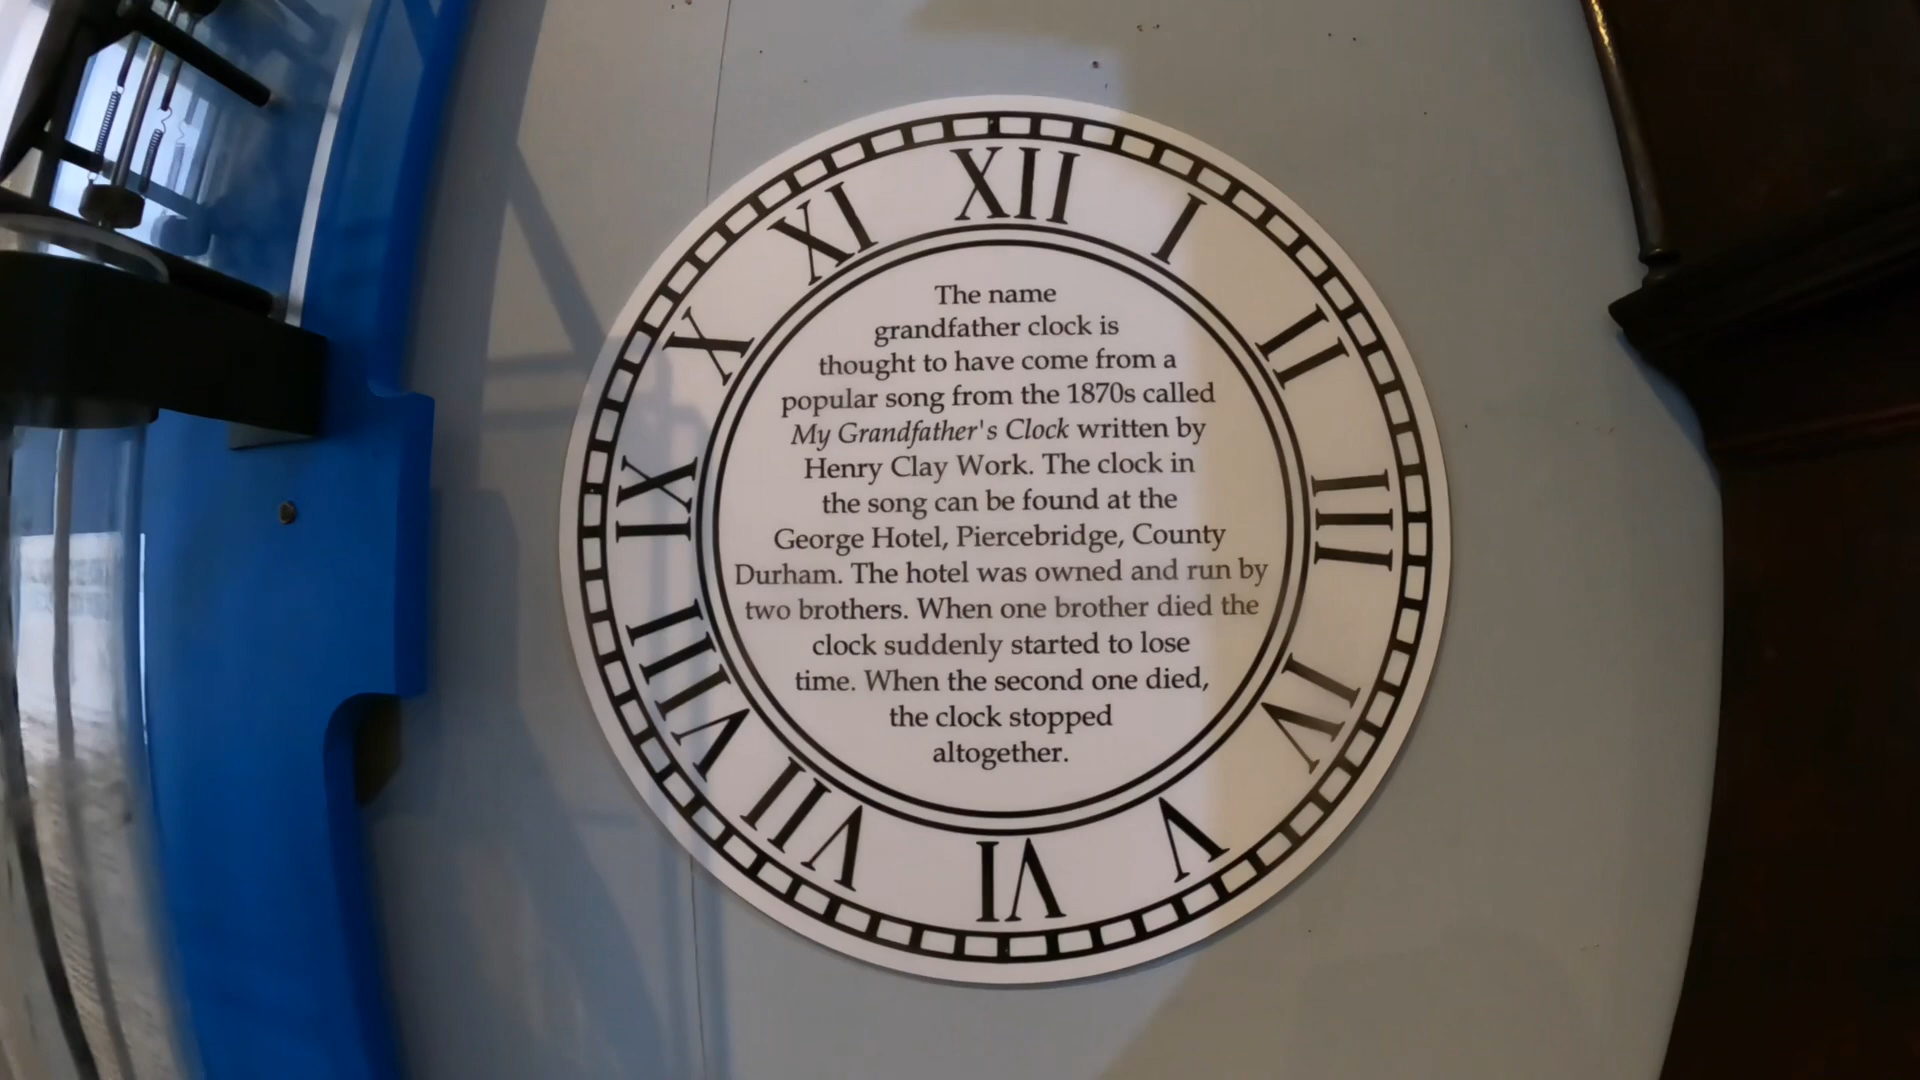 XII
I
II
III
IV
V
VI
VII
VIII
IX
X
XI
The name
grandfather clock is
thought to have come from a
popular song from the 1870s called
My Grandfather's Clock written by
Henry Clay Work. The clock in
the song can be found at the
George Hotel, Piercebridge, County
Durham. The hotel was owned and run by
two brothers. When one brother died the
clock suddenly started to lose
time. When the second one died,
the clock stopped
altogether.